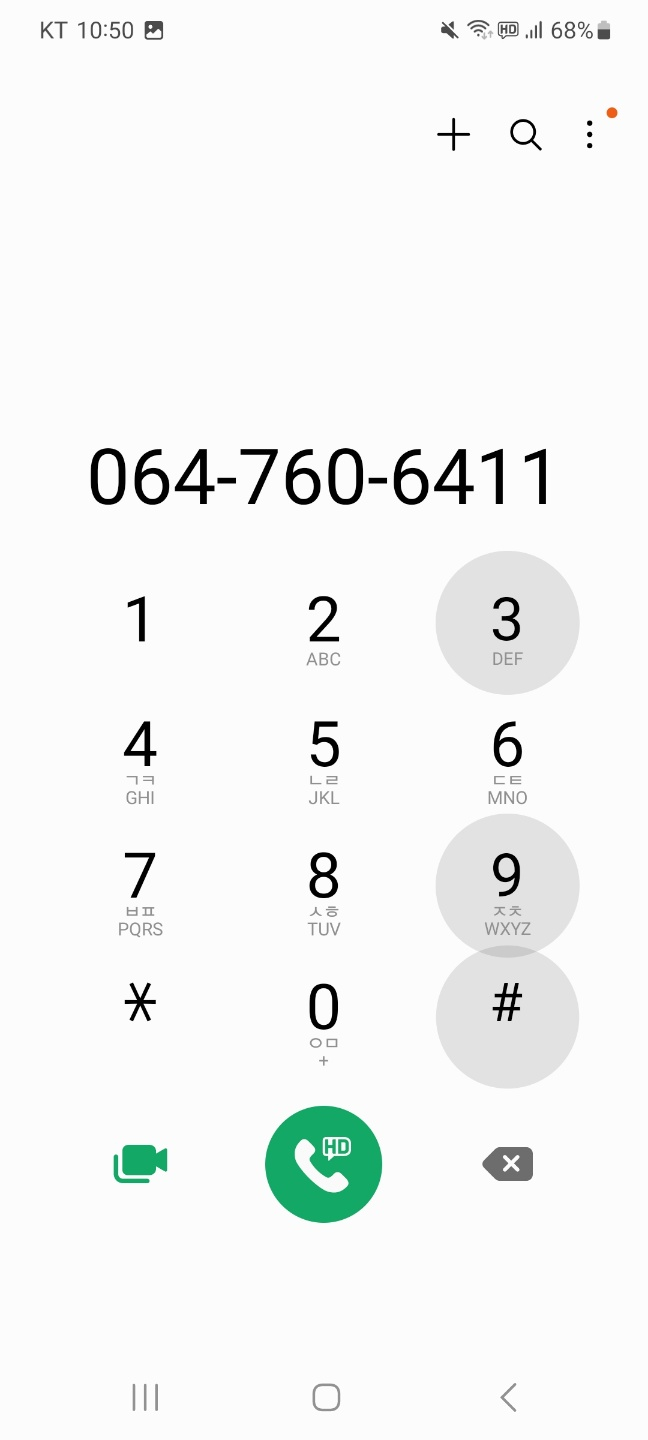 KT 10:50 HD 68%
064-760-6411
1 2 3
ABC DEF
4 5 6
ㄱㅋ ㄴㄹ ㄷㅌ
GHI JKL MNO
7 8 9
ㅂㅍ ㅅㅎ ㅈㅊ
PQRS TUV WXYZ
* 0 #
ㅇㅁ
+
HD